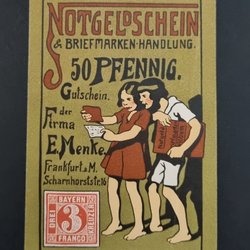 NOTGELDSCHEIN
& BRIEFMARKEN-HANDLUNG.
50 PFENNIG.
Gutschein.
der
Firma
E. Menke.
Frankfurt a. M.
Scharnhorststr. 16
BAYERN
DREI
3
KREUZER
FRANCO